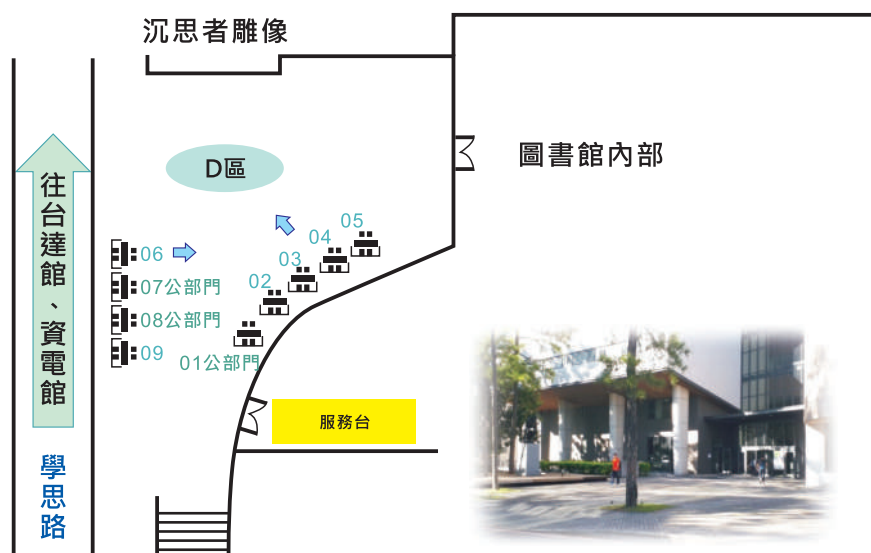 沉思者雕像
D區
圖書館內部
往台達館、資電館
學思路
05
04
03
02
01公部門
06
07公部門
08公部門
09
服務台